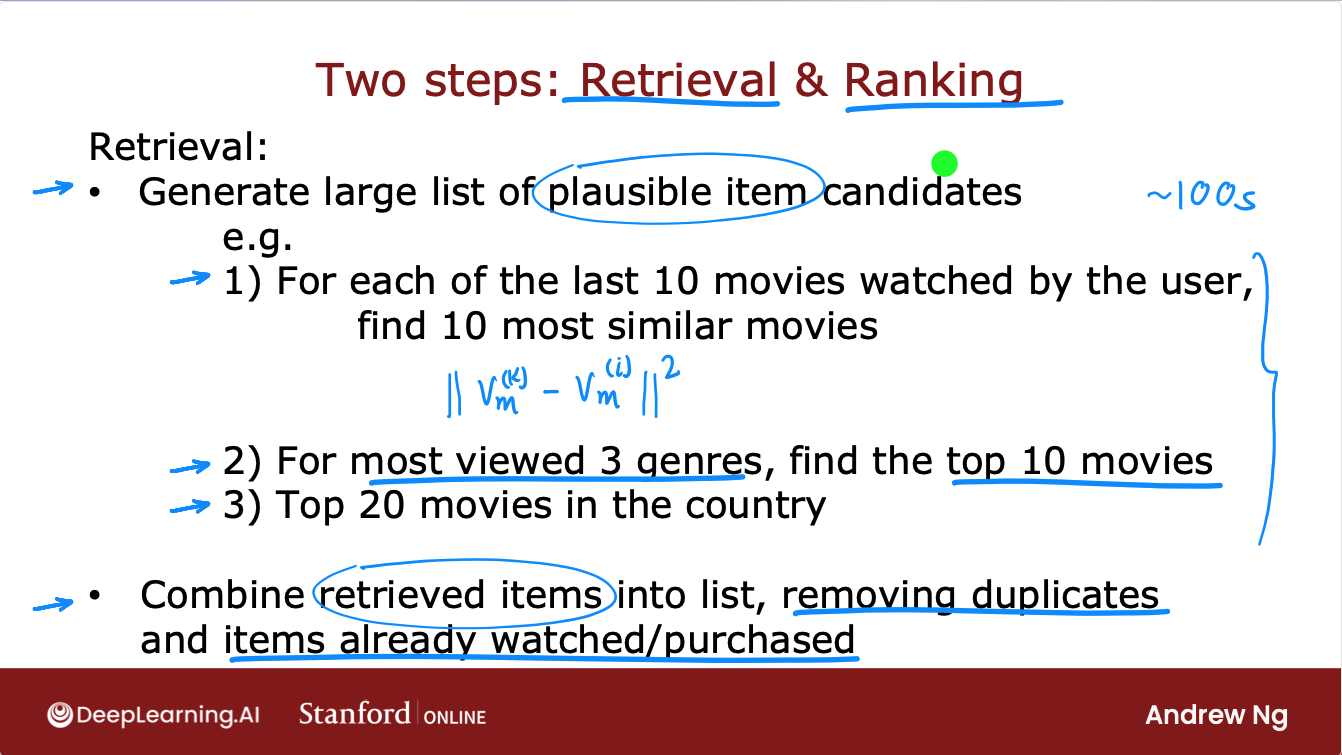 Two steps: Retrieval & Ranking
Retrieval:
• Generate large list of plausible item candidates ~100s
e.g.
1) For each of the last 10 movies watched by the user,
find 10 most similar movies
|| v_m^(k) - v_m^(i) ||^2
2) For most viewed 3 genres, find the top 10 movies
3) Top 20 movies in the country
• Combine retrieved items into list, removing duplicates
and items already watched/purchased
DeepLearning.AI Stanford | ONLINE Andrew Ng